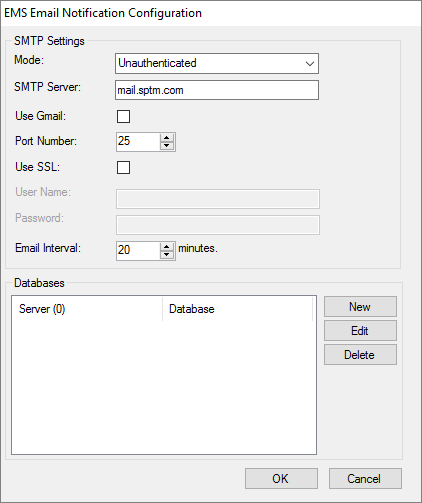 EMS Email Notification Configuration
SMTP Settings
Mode: Unauthenticated
SMTP Server: mail.sptm.com
Use Gmail:
Port Number: 25
Use SSL:
User Name:
Password:
Email Interval: 20 minutes.
Databases
Server (0) Database
New
Edit
Delete
OK Cancel